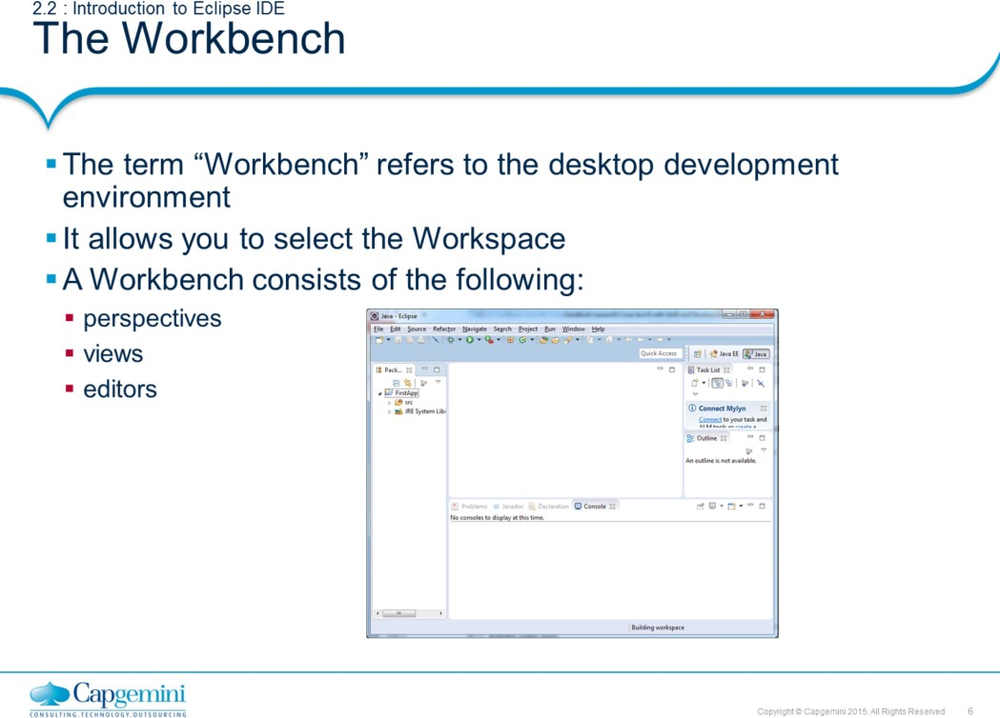 2.2 : Introduction to Eclipse IDE
The Workbench
The term “Workbench” refers to the desktop development
environment
It allows you to select the Workspace
A Workbench consists of the following:
perspectives
views
editors
Java - Eclipse
File Edit Source Refactor Navigate Search Project Run Window Help
Quick Access
Java EE
Java
Pack...
FirstApp
src
JRE System Lib
Task List
Connect Mylyn
Connect to your task and
ALM tools or create a
Outline
An outline is not available.
Problems Javadoc Declaration Console
No consoles to display at this time.
Building workspace
Capgemini
CONSULTING.TECHNOLOGY.OUTSOURCING
Copyright © Capgemini 2015. All Rights Reserved 6